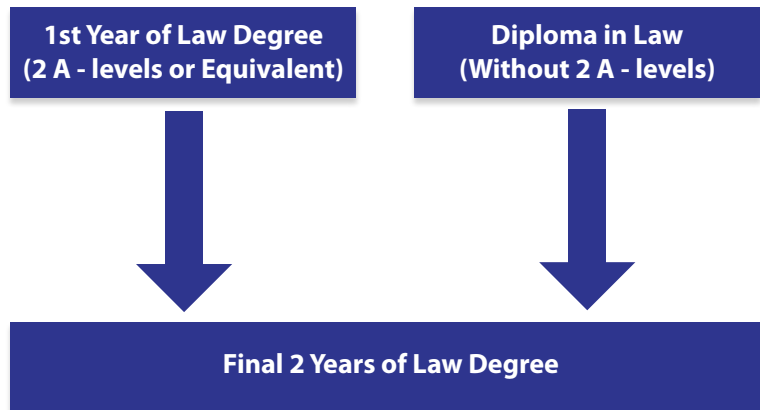 1st Year of Law Degree
(2 A - levels or Equivalent)
Diploma in Law
(Without 2 A - levels)
Final 2 Years of Law Degree